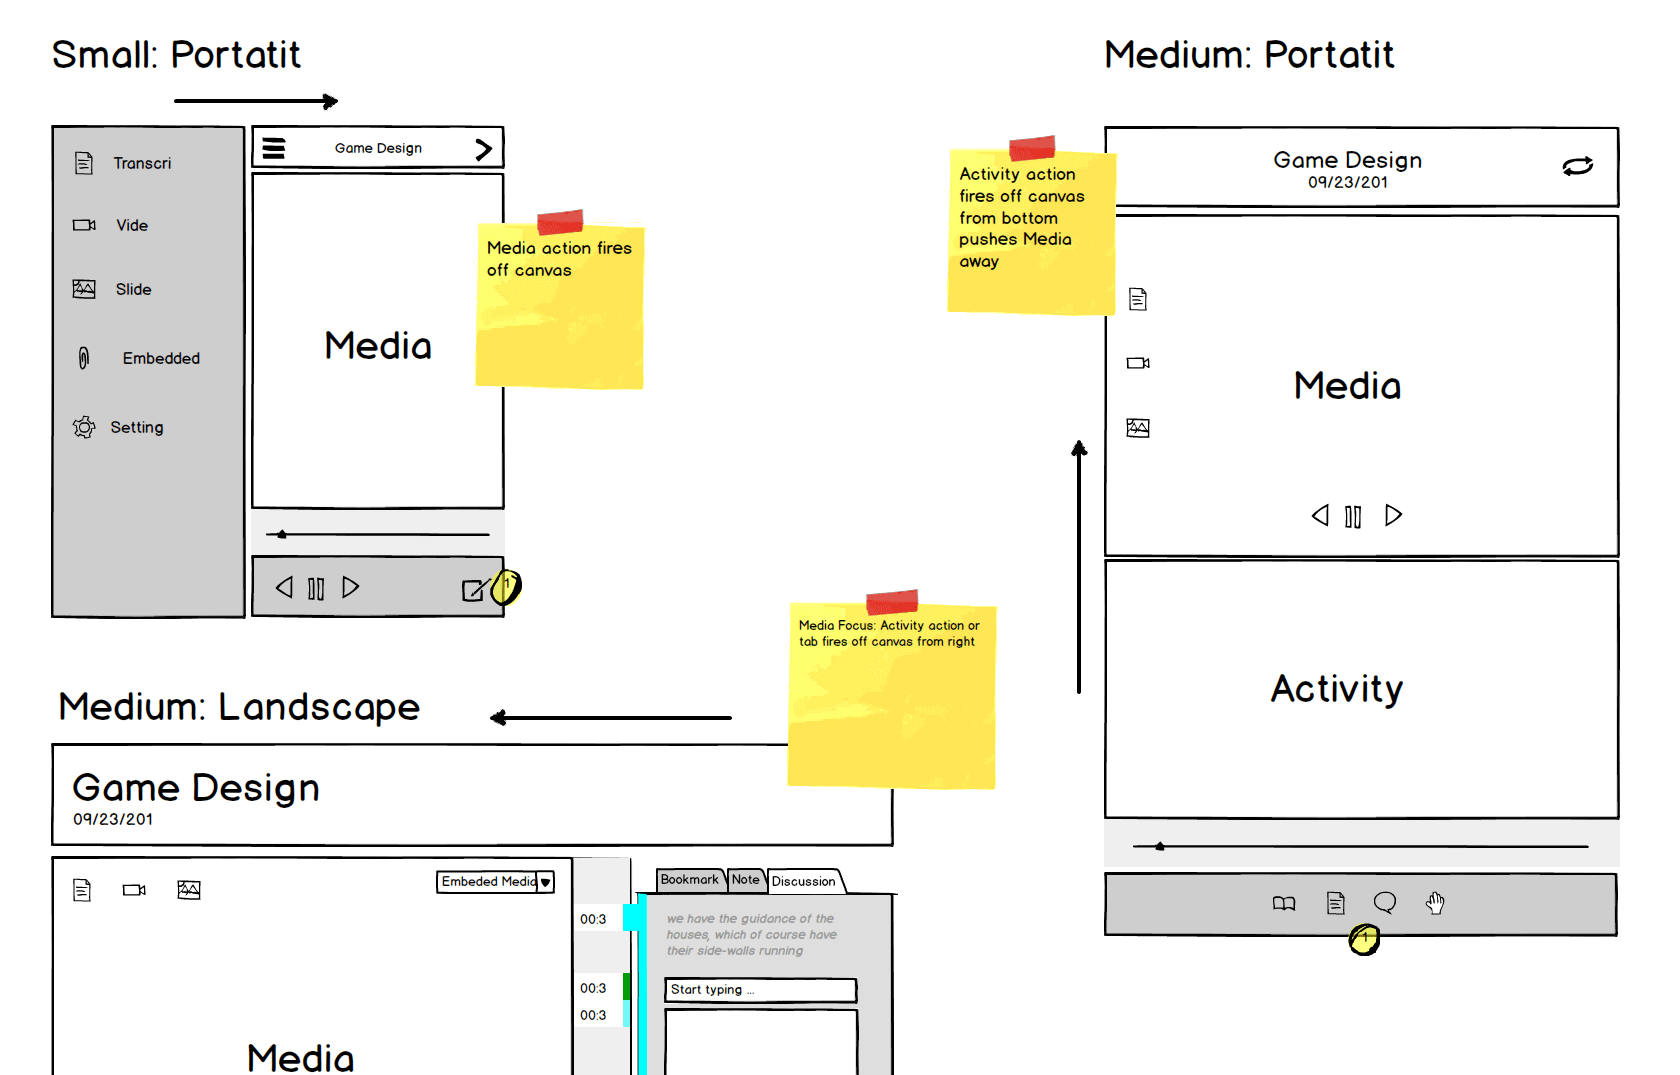 Small: Portatit
Transcri
Vide
Slide
Embedded
Setting
Game Design
Media
Media action fires
off canvas
1
Medium: Portatit
Activity action
fires off canvas
from bottom
pushes Media
away
Game Design
09/23/201
Media
Activity
1
Medium: Landscape
Media Focus: Activity action or
tab fires off canvas from right
Game Design
09/23/201
Embeded Media
Media
00:3
00:3
00:3
Bookmark Note Discussion
we have the guidance of the
houses, which of course have
their side-walls running
Start typing ...